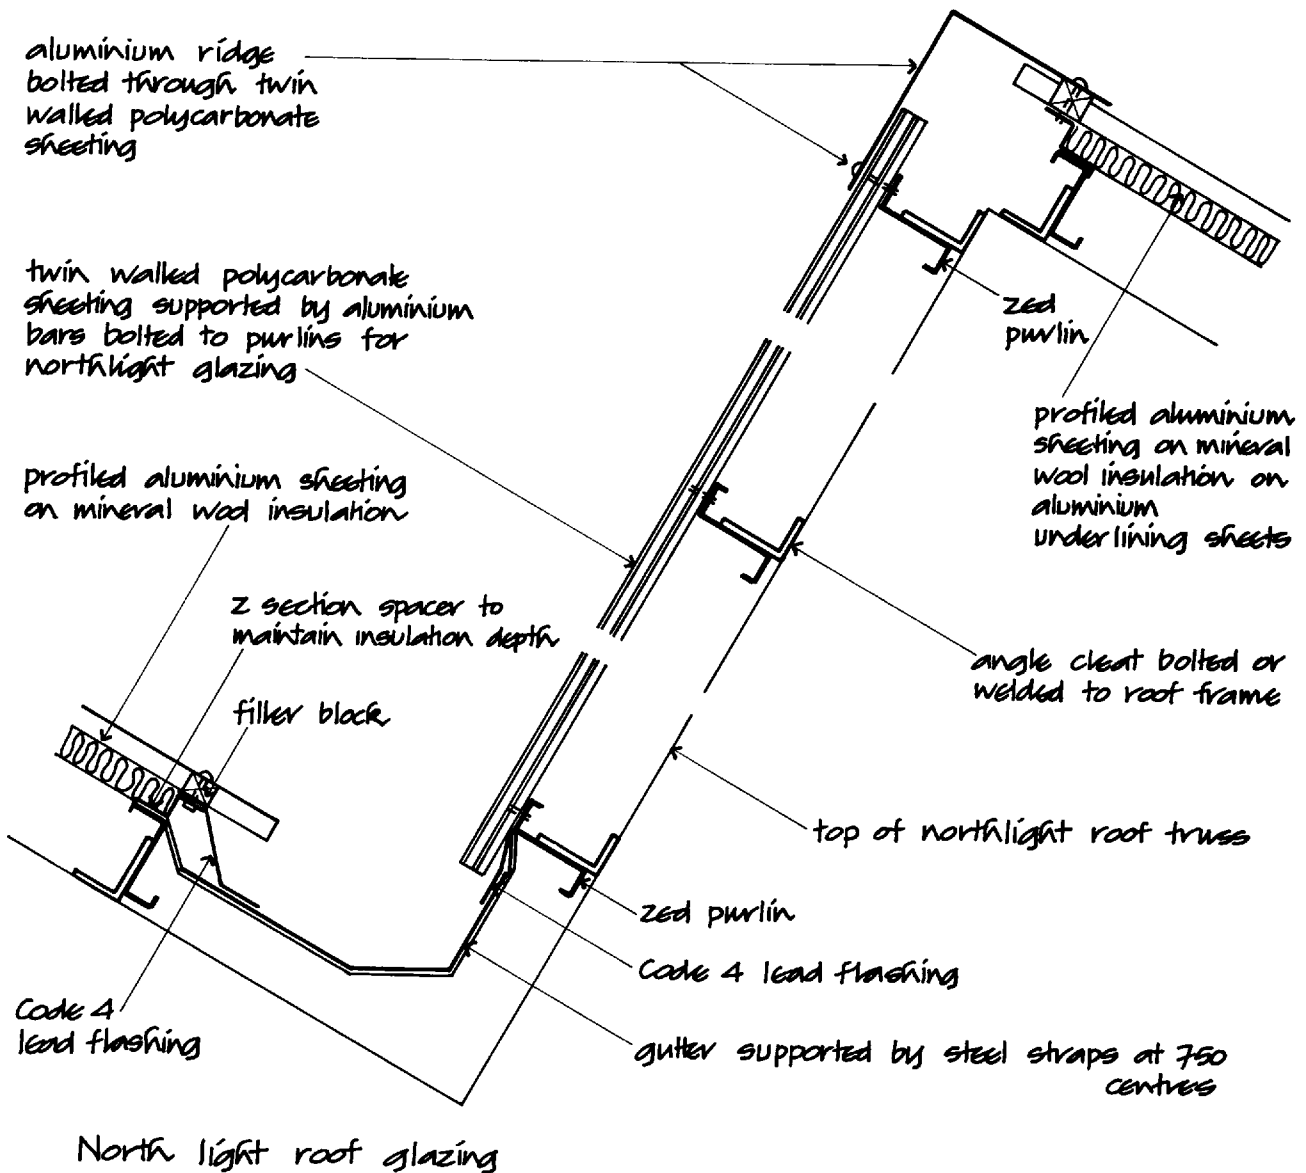 aluminium ridge
bolted through twin
walled polycarbonate
sheeting
twin walled polycarbonate
sheeting supported by aluminium
bars bolted to purlins for
northlight glazing
profiled aluminium sheeting
on mineral wool insulation
z section spacer to
maintain insulation depth
filler block
zed
purlin
profiled aluminium
sheeting on mineral
wool insulation on
aluminium
underlining sheets
angle cleat bolted or
welded to roof frame
top of northlight roof truss
zed purlin
Code 4 lead flashing
Code 4
lead flashing
gutter supported by steel straps at 750
centres
North light roof glazing